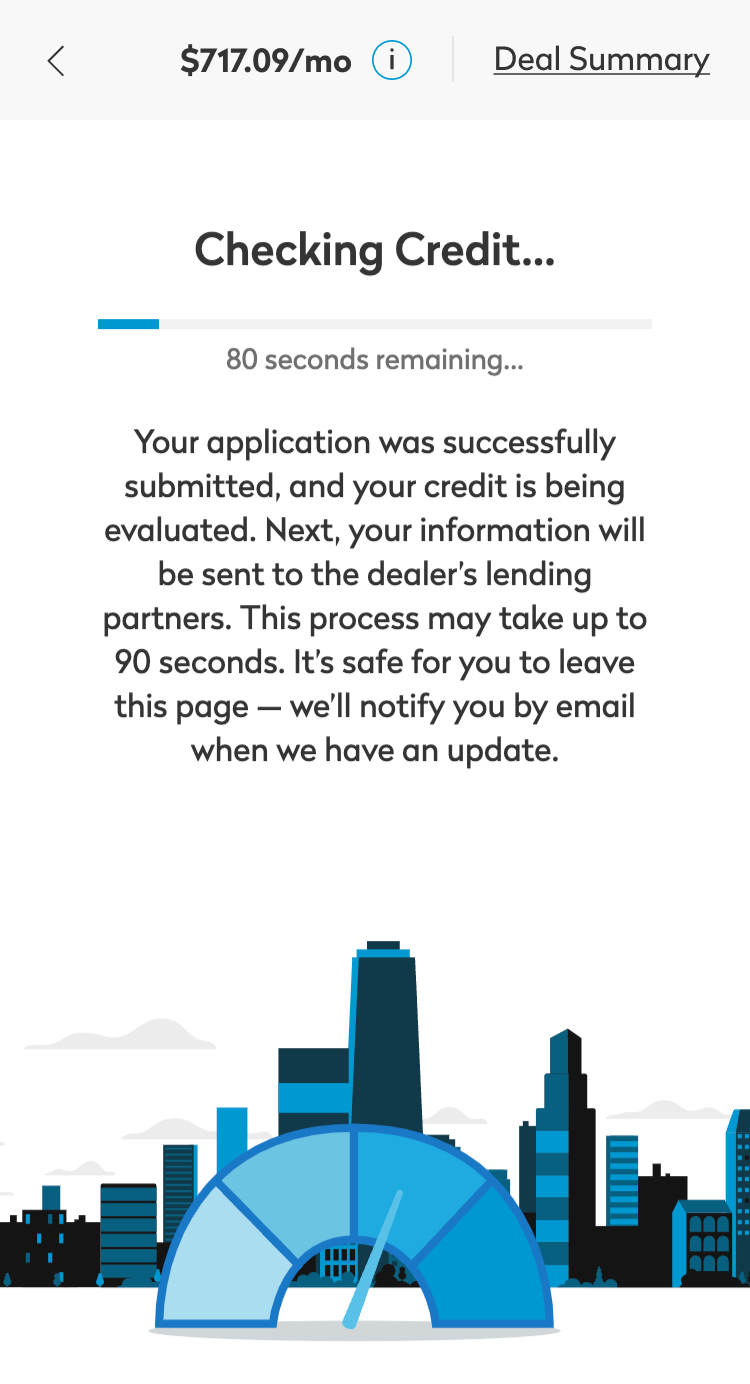 $717.09/mo i Deal Summary
Checking Credit...
80 seconds remaining...
Your application was successfully
submitted, and your credit is being
evaluated. Next, your information will
be sent to the dealer’s lending
partners. This process may take up to
90 seconds. It’s safe for you to leave
this page — we’ll notify you by email
when we have an update.